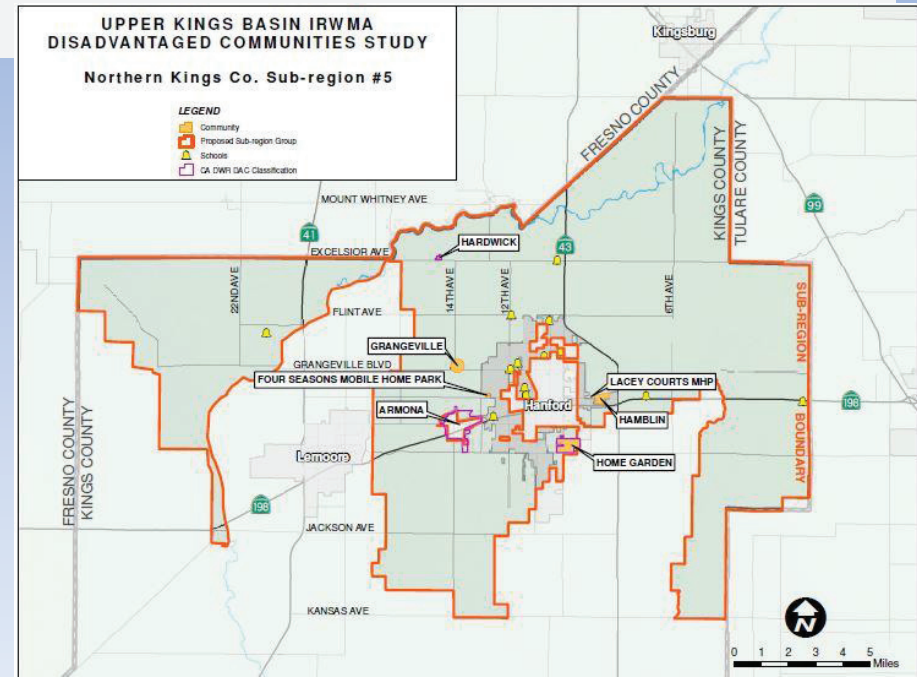 UPPER KINGS BASIN IRWMA
DISADVANTAGED COMMUNITIES STUDY
Northern Kings Co. Sub-region #5
LEGEND
Community
Proposed Sub-region Group
Schools
CA DWR DAC Classification
Kingsburg
FRESNO COUNTY
KINGS COUNTY
TULARE COUNTY
99
MOUNT WHITNEY AVE
41
43
HARDWICK
EXCELSIOR AVE
22ND AVE
14TH AVE
12TH AVE
6TH AVE
FLINT AVE
SUB-REGION
BOUNDARY
GRANGEVILLE
GRANGEVILLE BLVD
FOUR SEASONS MOBILE HOME PARK
LACEY COURTS MHP
ARMONA
Hanford
HAMBLIN
198
FRESNO COUNTY
KINGS COUNTY
Lemoore
HOME GARDEN
198
JACKSON AVE
KANSAS AVE
N
0 1 2 3 4 5
Miles